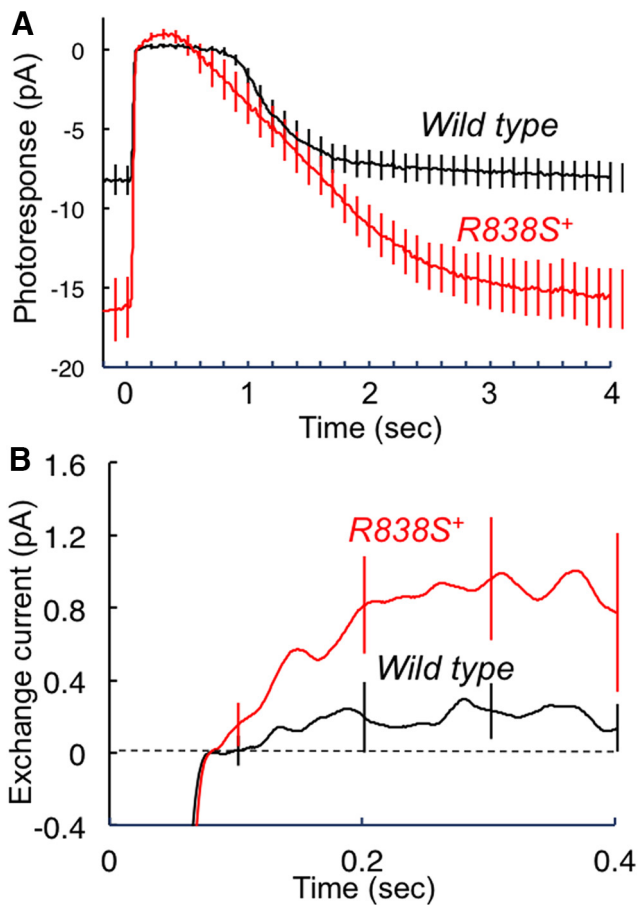 A
Photoresponse (pA)
0
-5
-10
-15
-20
Wild type
R838S+
0 1 2 3 4
Time (sec)
B
Exchange current (pA)
1.6
1.2
0.8
0.4
0
-0.4
R838S+
Wild type
0 0.2 0.4
Time (sec)